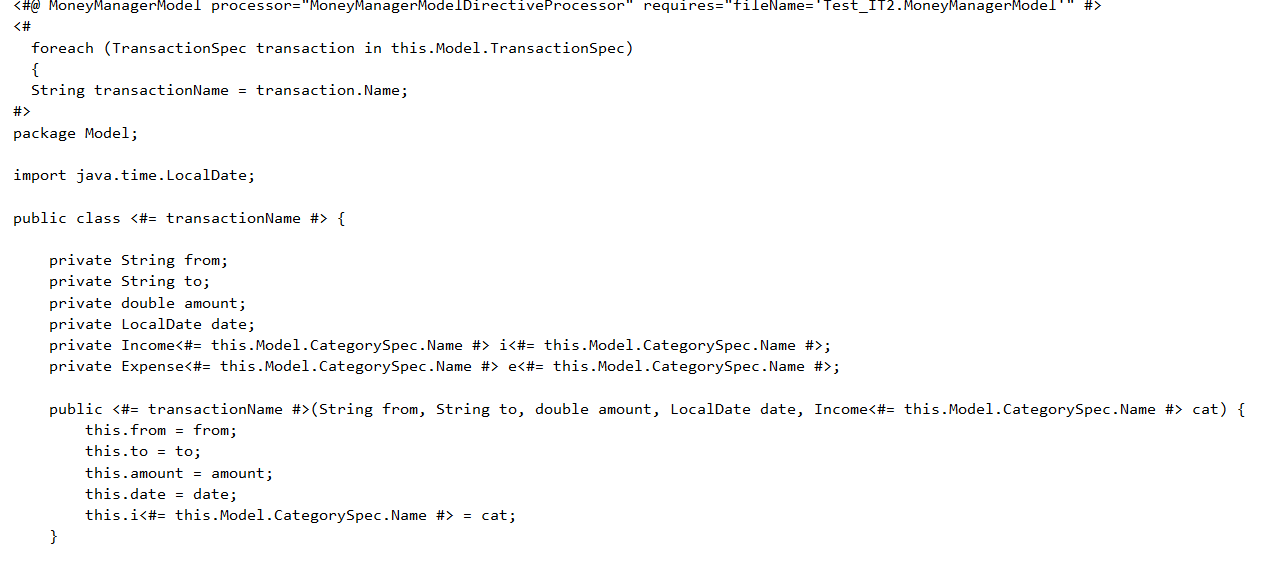 <#@ MoneyManagerModel processor="MoneyManagerModelDirectiveProcessor" requires="fileName='Test_IT2.MoneyManagerModel'" #>
<#
  foreach (TransactionSpec transaction in this.Model.TransactionSpec)
  {
  String transactionName = transaction.Name;
#>
package Model;

import java.time.LocalDate;

public class <#= transactionName #> {

    private String from;
    private String to;
    private double amount;
    private LocalDate date;
    private Income<#= this.Model.CategorySpec.Name #> i<#= this.Model.CategorySpec.Name #>;
    private Expense<#= this.Model.CategorySpec.Name #> e<#= this.Model.CategorySpec.Name #>;

    public <#= transactionName #>(String from, String to, double amount, LocalDate date, Income<#= this.Model.CategorySpec.Name #> cat) {
        this.from = from;
        this.to = to;
        this.amount = amount;
        this.date = date;
        this.i<#= this.Model.CategorySpec.Name #> = cat;
    }